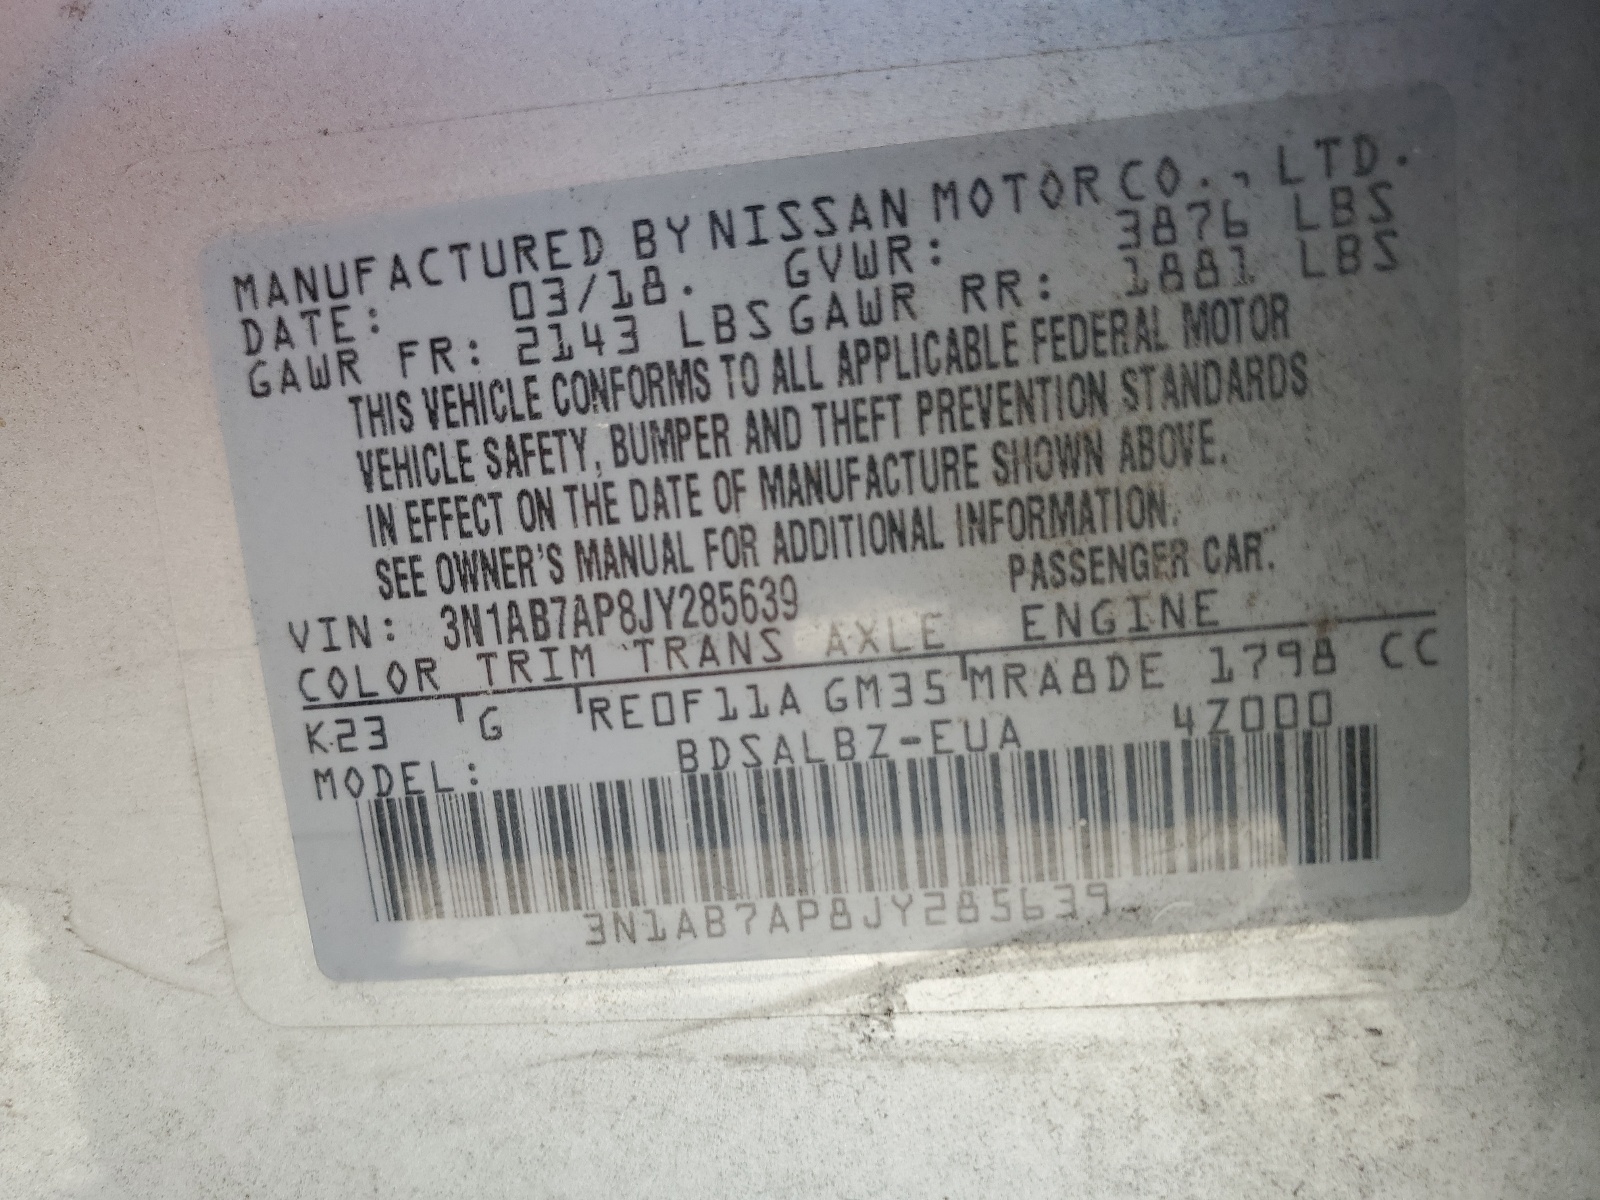 MANUFACTURED BY NISSAN MOTOR CO., LTD.
DATE: 03/18. GVWR: 3876 LBS
GAWR FR: 2143 LBS GAWR RR: 1881 LBS
THIS VEHICLE CONFORMS TO ALL APPLICABLE FEDERAL MOTOR
VEHICLE SAFETY, BUMPER AND THEFT PREVENTION STANDARDS
IN EFFECT ON THE DATE OF MANUFACTURE SHOWN ABOVE.
SEE OWNER'S MANUAL FOR ADDITIONAL INFORMATION.
VIN: 3N1AB7AP8JY285639 PASSENGER CAR.
COLOR TRIM TRANS AXLE ENGINE
K23 G RE0F11A GM35 MRA8DE 1798 CC
MODEL: BDSALBZ-EUA 4Z000
3N1AB7AP8JY285639